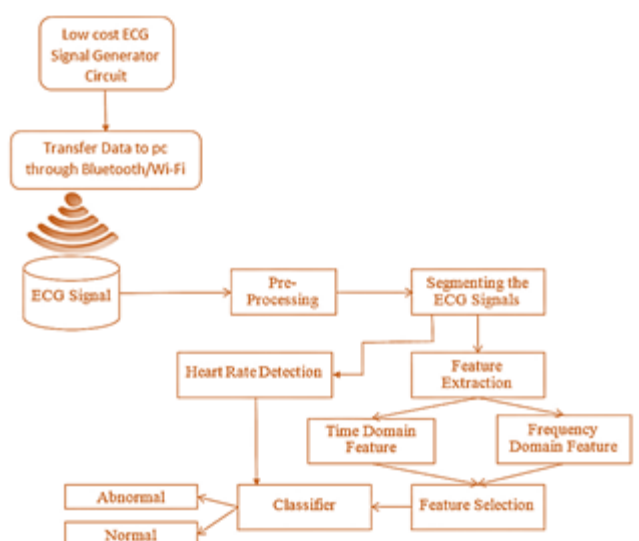 Low cost ECG
Signal Generator
Circuit
Transfer Data to pc
through Bluetooth/Wi-Fi
ECG Signal
Pre-
Processing
Segmenting the
ECG Signals
Heart Rate Detection
Feature
Extraction
Time Domain
Feature
Frequency
Domain Feature
Abnormal
Classifier
Feature Selection
Normal